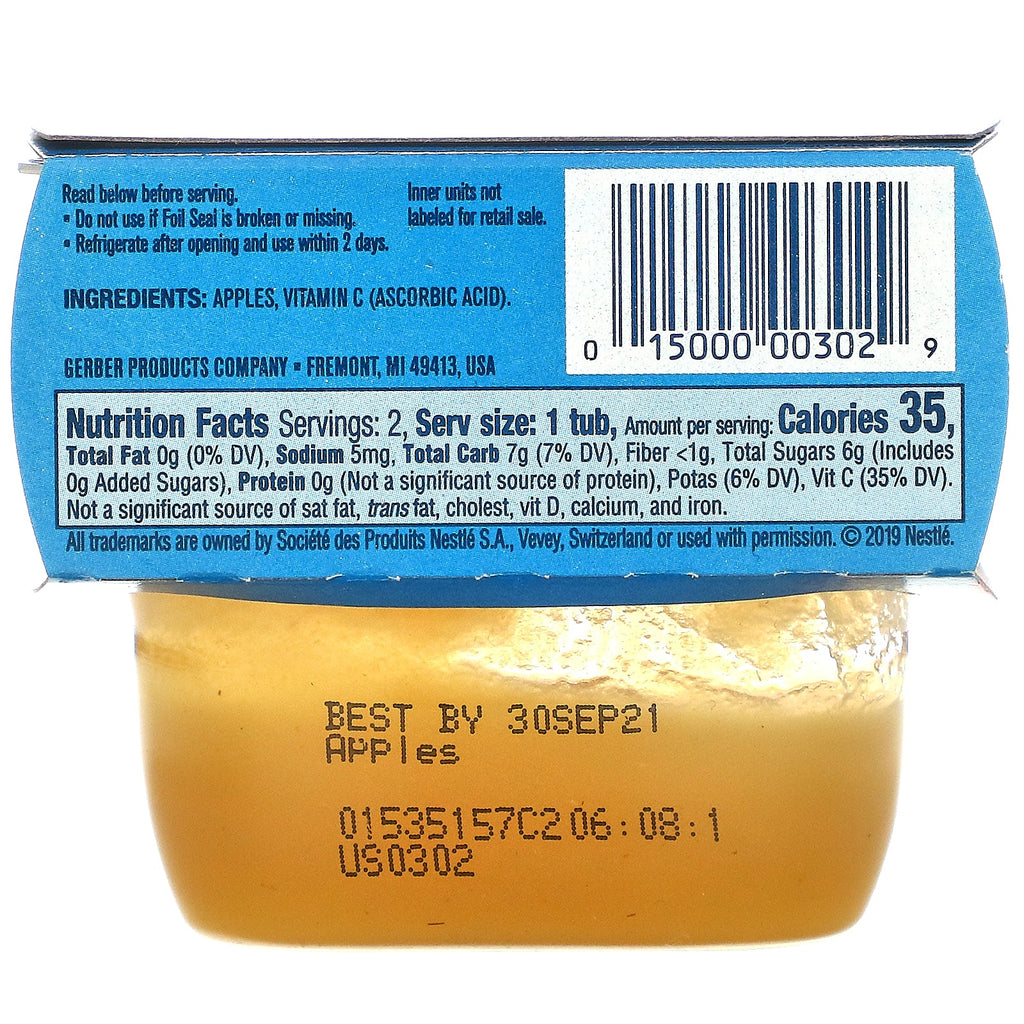 Read below before serving.
• Do not use if Foil Seal is broken or missing.
• Refrigerate after opening and use within 2 days.
Inner units not
labeled for retail sale.
INGREDIENTS: APPLES, VITAMIN C (ASCORBIC ACID).
GERBER PRODUCTS COMPANY ▪ FREMONT, MI 49413, USA
0 15000 00302 9
Nutrition Facts Servings: 2, Serv size: 1 tub, Amount per serving: Calories 35,
Total Fat 0g (0% DV), Sodium 5mg, Total Carb 7g (7% DV), Fiber <1g, Total Sugars 6g (Includes
0g Added Sugars), Protein 0g (Not a significant source of protein), Potas (6% DV), Vit C (35% DV).
Not a significant source of sat fat, trans fat, cholest, vit D, calcium, and iron.
All trademarks are owned by Société des Produits Nestlé S.A., Vevey, Switzerland or used with permission. © 2019 Nestlé.
BEST BY 30SEP21
APPles
01535157C2 06:08:1
US0302